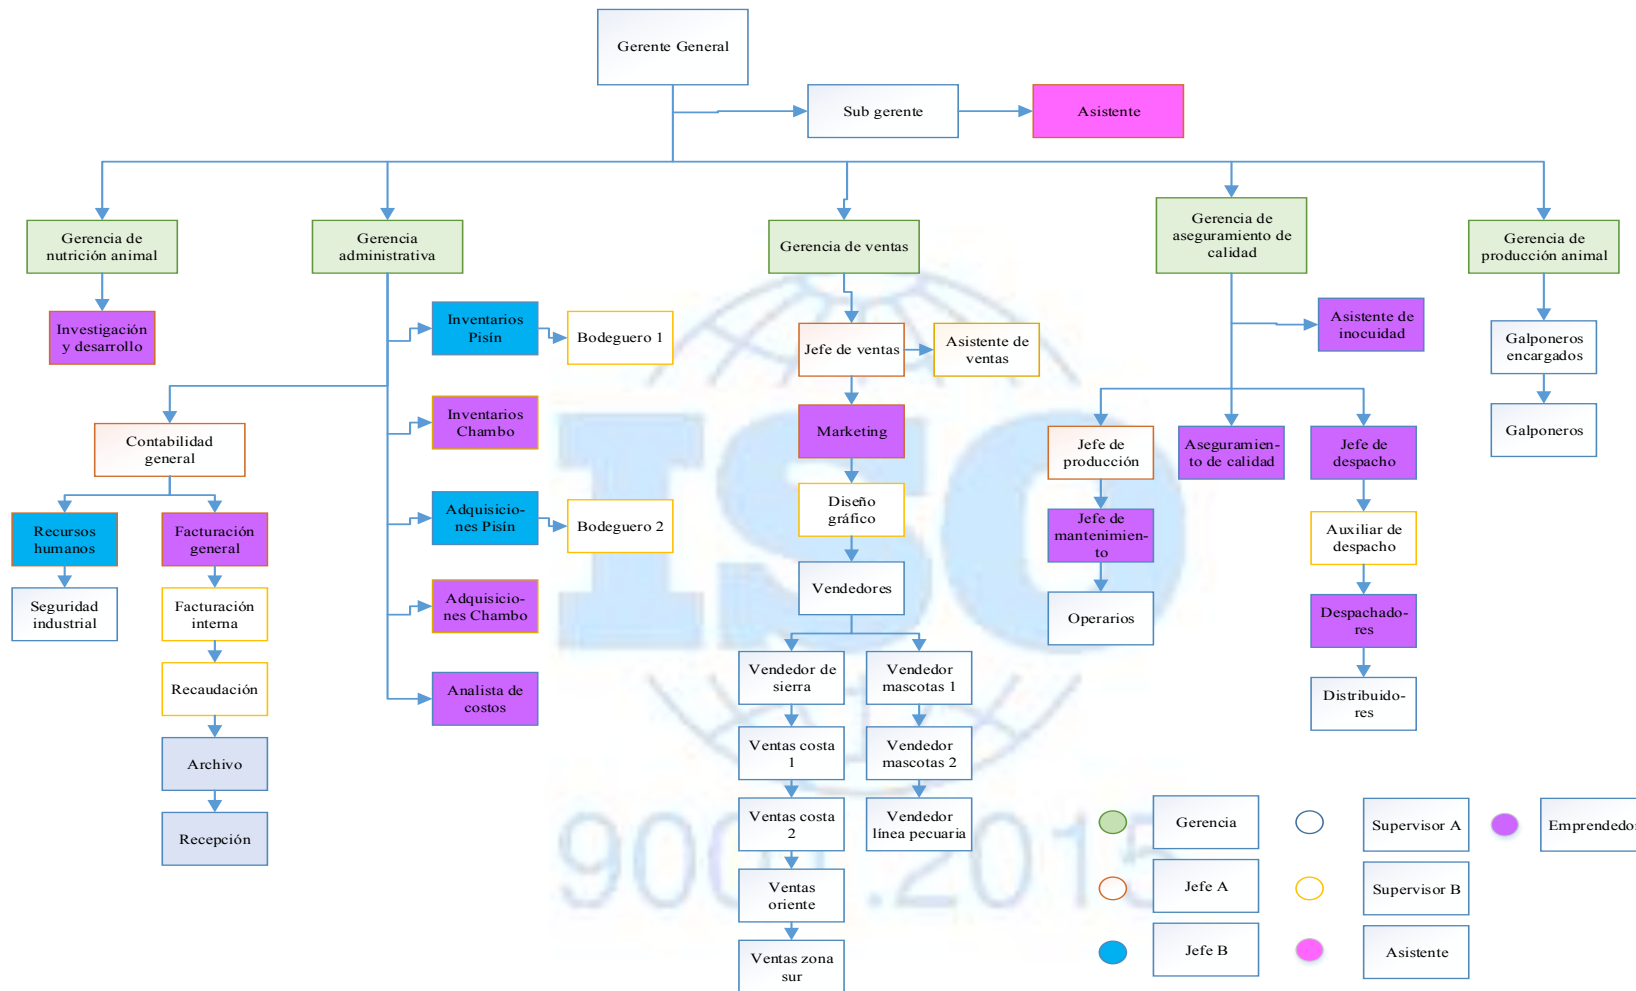 Gerente General
Sub gerente
Asistente
Gerencia de
nutrición animal
Gerencia
administrativa
Gerencia de ventas
Gerencia de
aseguramiento de
calidad
Gerencia de
producción animal
Investigación
y desarrollo
Inventarios
Pisín
Bodeguero 1
Jefe de ventas
Asistente de
ventas
Asistente de
inocuidad
Galponeros
encargados
Contabilidad
general
Inventarios
Chambo
Marketing
Jefe de
producción
Aseguramien-
to de calidad
Jefe de
despacho
Galponeros
Recursos
humanos
Facturación
general
Adquisicio-
nes Pisín
Bodeguero 2
Diseño
gráfico
Jefe de
mantenimien-
to
Auxiliar de
despacho
Seguridad
industrial
Facturación
interna
Adquisicio-
nes Chambo
Vendedores
Operarios
Despachado-
res
Recaudación
Analista de
costos
Vendedor de
sierra
Vendedor
mascotas 1
Distribuido-
res
Archivo
Ventas costa
1
Vendedor
mascotas 2
Recepción
Ventas costa
2
Vendedor
línea pecuaria
Ventas
oriente
Ventas zona
sur
Gerencia
Supervisor A
Emprendedor
Jefe A
Supervisor B
Jefe B
Asistente
ISO
9001:2015